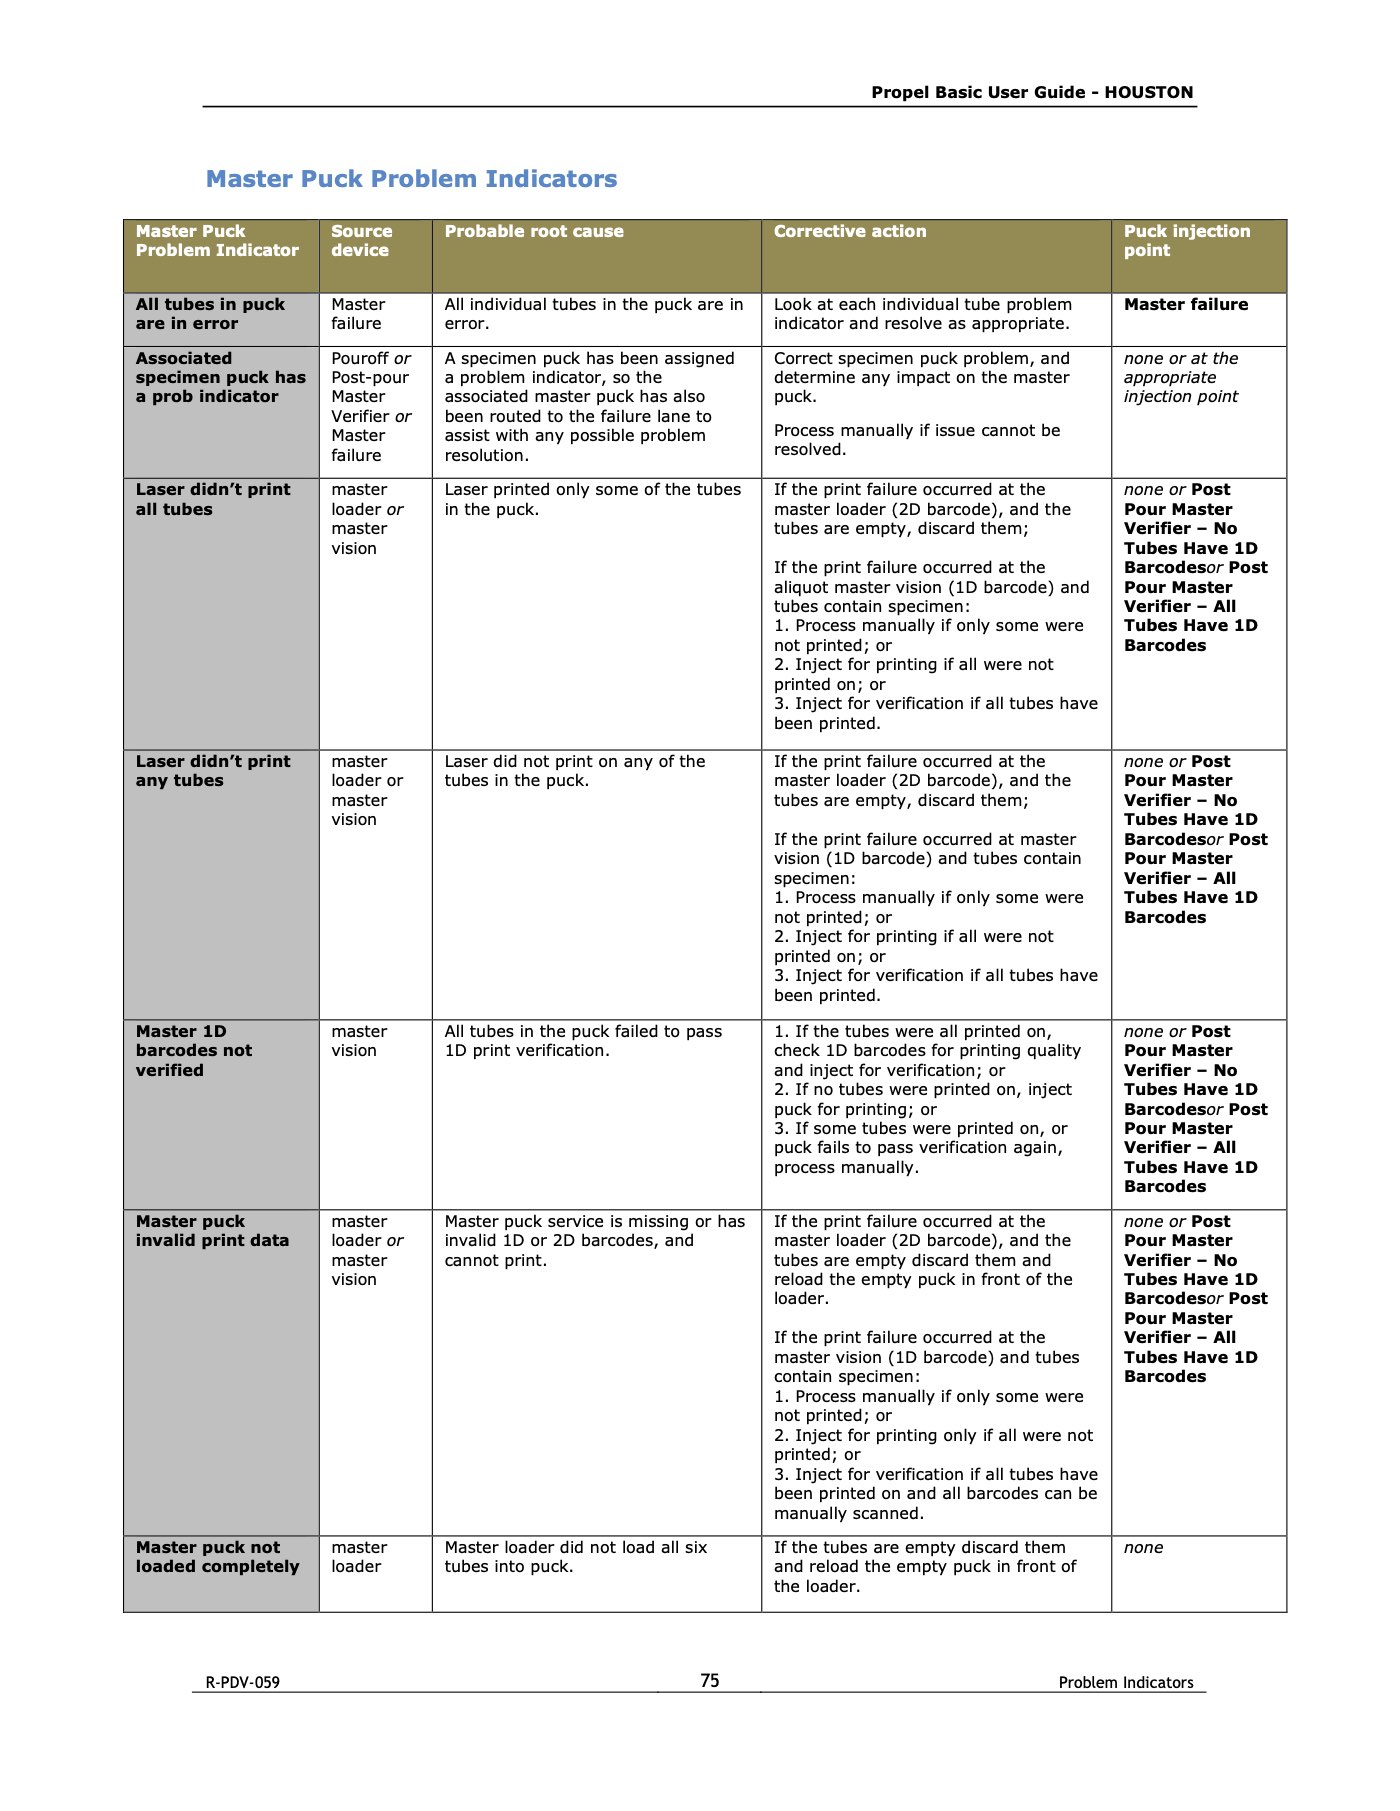 Propel Basic User Guide - HOUSTON
Master Puck Problem Indicators
Master Puck
Problem Indicator
Source
device
Probable root cause
Corrective action
Puck injection
point
All tubes in puck
are in error
Master
failure
All individual tubes in the puck are in
error.
Look at each individual tube problem
indicator and resolve as appropriate.
Master failure
Associated
specimen puck has
a prob indicator
Pouroff or
Post-pour
Master
Verifier or
Master
failure
A specimen puck has been assigned
a problem indicator, so the
associated master puck has also
been routed to the failure lane to
assist with any possible problem
resolution.
Correct specimen puck problem, and
determine any impact on the master
puck.
Process manually if issue cannot be
resolved.
none or at the
appropriate
injection point
Laser didn’t print
all tubes
master
loader or
master
vision
Laser printed only some of the tubes
in the puck.
If the print failure occurred at the
master loader (2D barcode), and the
tubes are empty, discard them;
If the print failure occurred at the
aliquot master vision (1D barcode) and
tubes contain specimen:
1. Process manually if only some were
not printed; or
2. Inject for printing if all were not
printed on; or
3. Inject for verification if all tubes have
been printed.
none or Post
Pour Master
Verifier – No
Tubes Have 1D
Barcodesor Post
Pour Master
Verifier – All
Tubes Have 1D
Barcodes
Laser didn’t print
any tubes
master
loader or
master
vision
Laser did not print on any of the
tubes in the puck.
If the print failure occurred at the
master loader (2D barcode), and the
tubes are empty, discard them;
If the print failure occurred at master
vision (1D barcode) and tubes contain
specimen:
1. Process manually if only some were
not printed; or
2. Inject for printing if all were not
printed on; or
3. Inject for verification if all tubes have
been printed.
none or Post
Pour Master
Verifier – No
Tubes Have 1D
Barcodesor Post
Pour Master
Verifier – All
Tubes Have 1D
Barcodes
Master 1D
barcodes not
verified
master
vision
All tubes in the puck failed to pass
1D print verification.
1. If the tubes were all printed on,
check 1D barcodes for printing quality
and inject for verification; or
2. If no tubes were printed on, inject
puck for printing; or
3. If some tubes were printed on, or
puck fails to pass verification again,
process manually.
none or Post
Pour Master
Verifier – No
Tubes Have 1D
Barcodesor Post
Pour Master
Verifier – All
Tubes Have 1D
Barcodes
Master puck
invalid print data
master
loader or
master
vision
Master puck service is missing or has
invalid 1D or 2D barcodes, and
cannot print.
If the print failure occurred at the
master loader (2D barcode), and the
tubes are empty discard them and
reload the empty puck in front of the
loader.
If the print failure occurred at the
master vision (1D barcode) and tubes
contain specimen:
1. Process manually if only some were
not printed; or
2. Inject for printing only if all were not
printed; or
3. Inject for verification if all tubes have
been printed on and all barcodes can be
manually scanned.
none or Post
Pour Master
Verifier – No
Tubes Have 1D
Barcodesor Post
Pour Master
Verifier – All
Tubes Have 1D
Barcodes
Master puck not
loaded completely
master
loader
Master loader did not load all six
tubes into puck.
If the tubes are empty discard them
and reload the empty puck in front of
the loader.
none
R-PDV-059
75
Problem Indicators